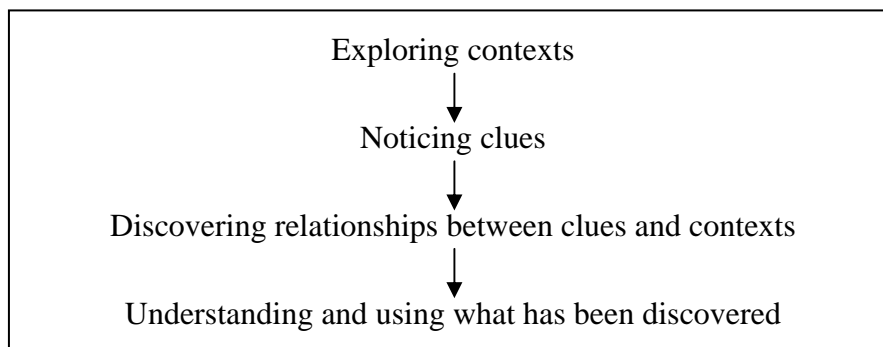 Exploring contexts
Noticing clues
Discovering relationships between clues and contexts
Understanding and using what has been discovered